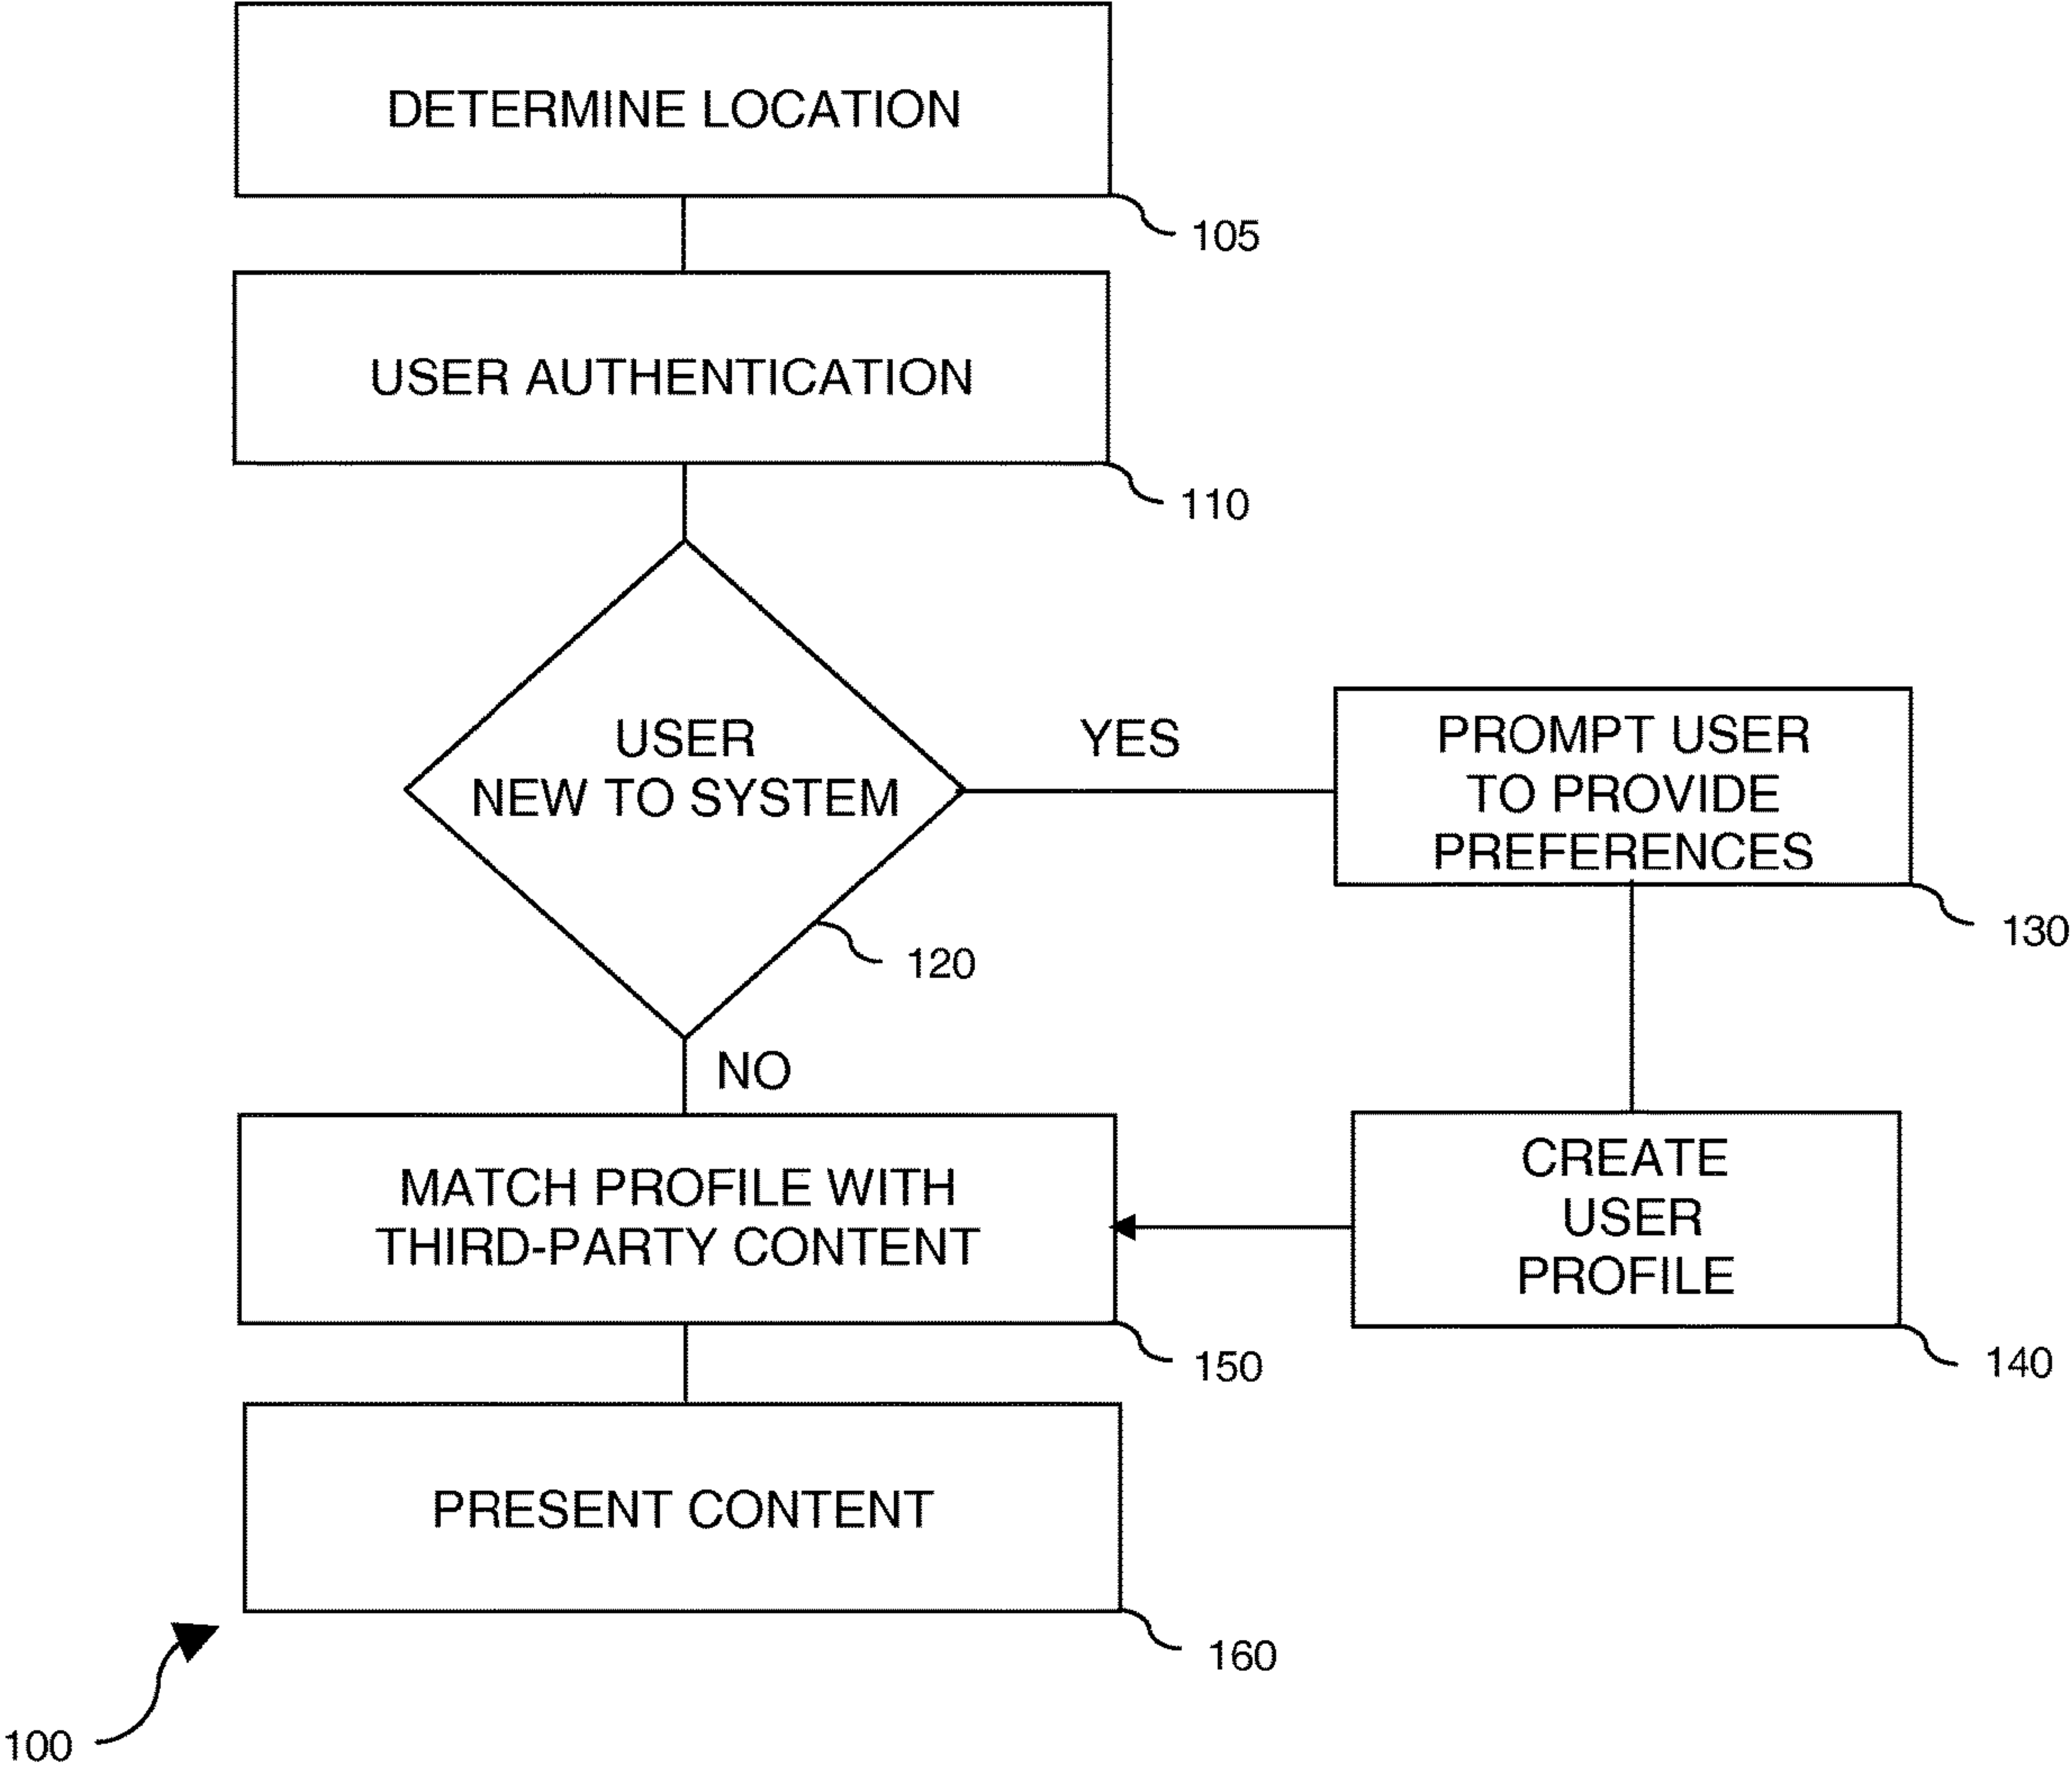 DETERMINE LOCATION
105
USER AUTHENTICATION
110
USER
NEW TO SYSTEM
120
YES
PROMPT USER
TO PROVIDE
PREFERENCES
130
NO
MATCH PROFILE WITH
THIRD-PARTY CONTENT
150
CREATE
USER
PROFILE
140
PRESENT CONTENT
160
100